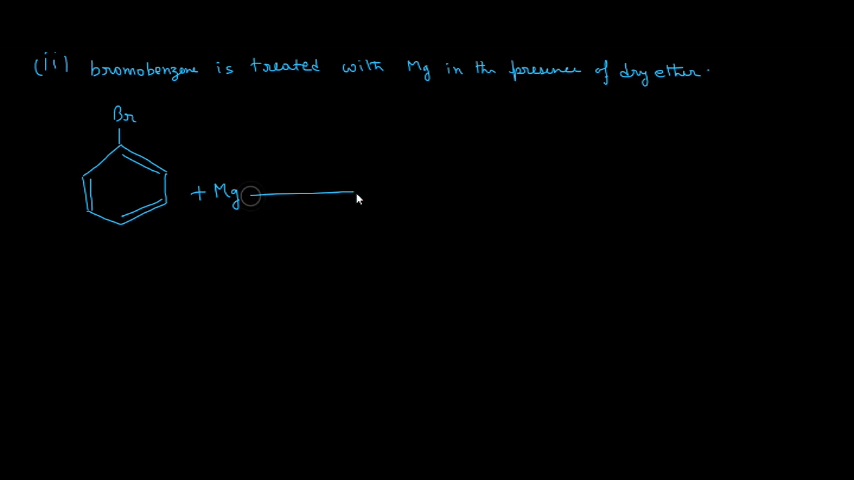 (ii) bromobenzene is treated with Mg in the presence of dry ether.
Br
+ Mg